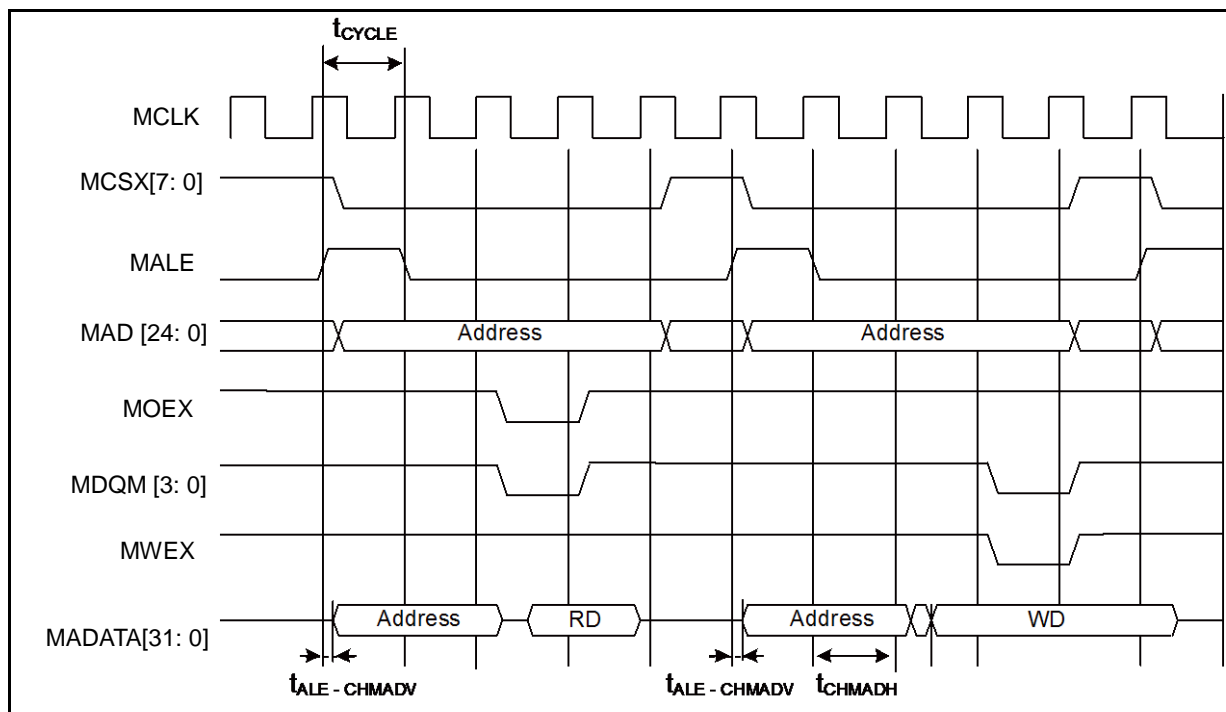 tCYCLE
MCLK
MCSX[7: 0]
MALE
MAD [24: 0] Address Address
MOEX
MDQM [3: 0]
MWEX
MADATA[31: 0] Address RD Address WD
tALE - CHMADV tALE - CHMADV tCHMADH